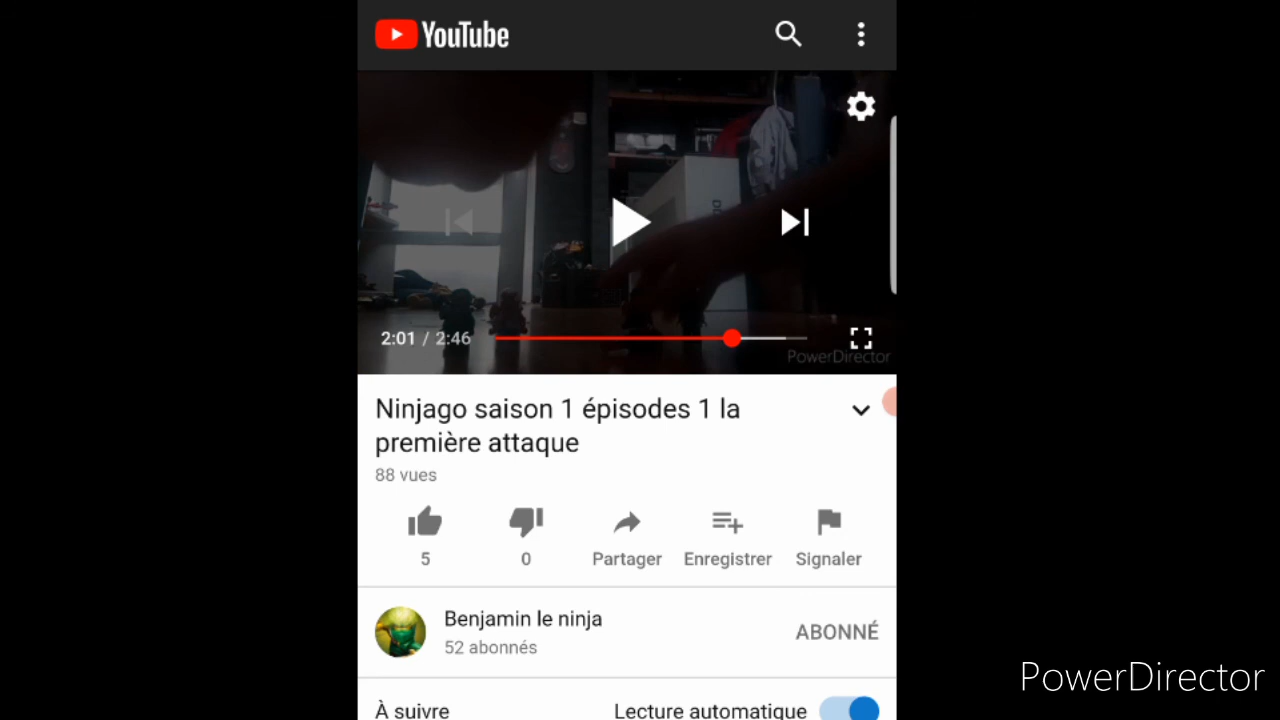 YouTube
2:01 / 2:46
PowerDirector
Ninjago saison 1 épisodes 1 la
première attaque
88 vues
5
0
Partager
Enregistrer
Signaler
Benjamin le ninja
52 abonnés
ABONNÉ
PowerDirector
À suivre
Lecture automatique